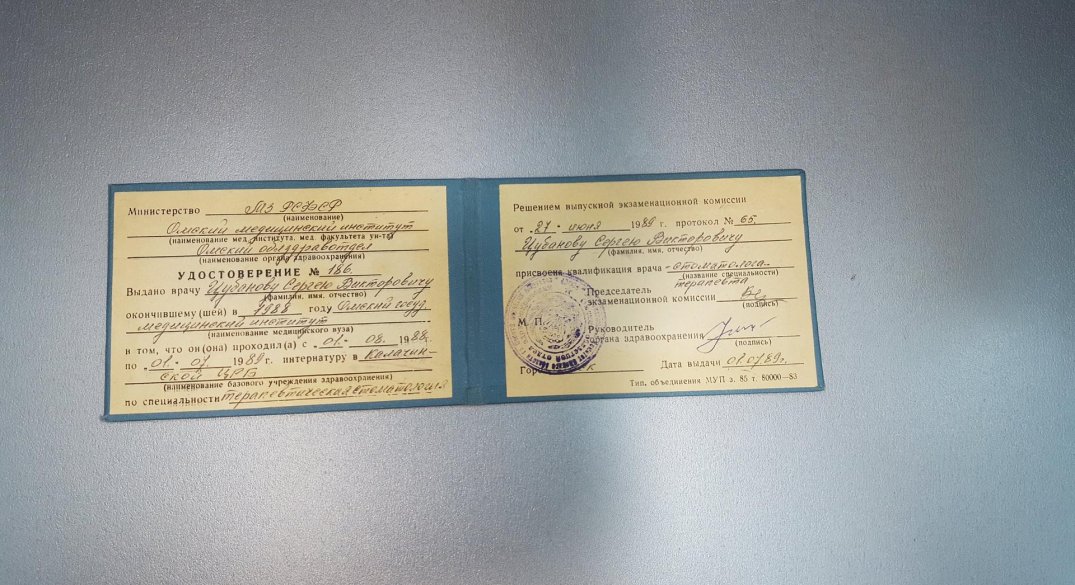 Министерство МЗ РСФСР
(наименование)
Омский медицинский институт
(наименование мед. института, мед. факультета ун-та)
Омский облздравотдел
(наименование органа здравоохранения)
УДОСТОВЕРЕНИЕ № 186.
Выдано врачу Цубанову Сергею Викторовичу
(фамилия, имя, отчество)
окончившему(шей) в 1988 году Омский госуд.
медицинский институт
(наименование медицинского вуза)
в том, что он(она) проходил(а) с 01. 08. 1988.
по 01. 07 1989г. интернатуру в Калачин-
ской ЦРБ
(наименование базового учреждения здравоохранения)
по специальности терапевтическая стоматология
Решением выпускной экзаменационной комиссии
от 27. июня 1989 г. протокол № 65.
Цубанову Сергею Викторовичу
(фамилия, имя, отчество)
присвоена квалификация врача - стоматолога-
(название специальности)
терапевта
Председатель
экзаменационной комиссии
(подпись)
М. П.
Руководитель
органа здравоохранения
(подпись)
Дата выдачи 01.07.89г.
Тип. объединения МУП з. 85 т. 80000—83